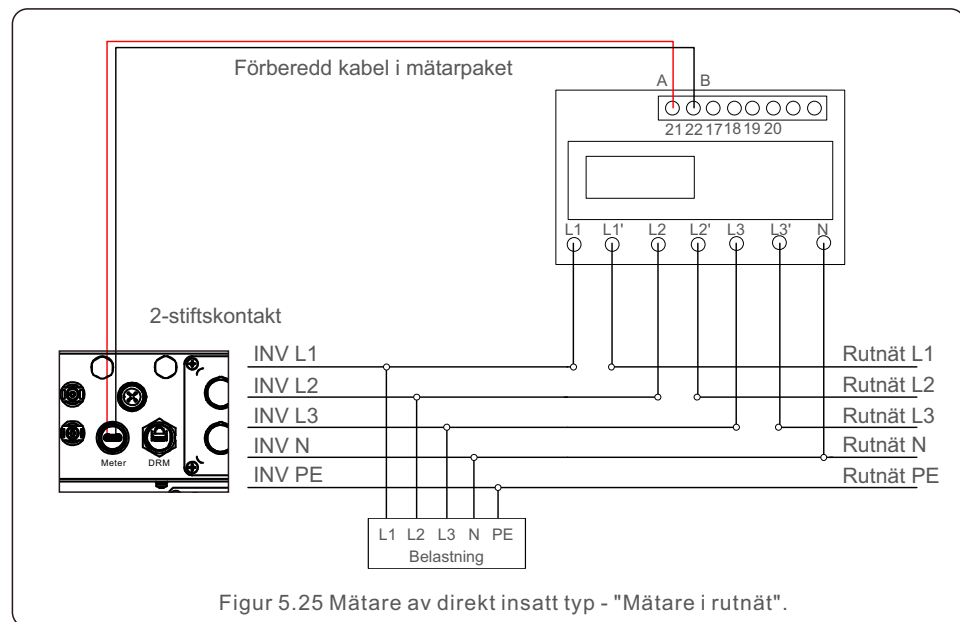 Förberedd kabel i mätarpaket
A B
21 22 17 18 19 20
L1 L1' L2 L2' L3 L3' N
2-stiftskontakt
INV L1 Rutnät L1
INV L2 Rutnät L2
INV L3 Rutnät L3
INV N Rutnät N
INV PE Rutnät PE
Meter DRM
L1 L2 L3 N PE
Belastning
Figur 5.25 Mätare av direkt insatt typ - "Mätare i rutnät".